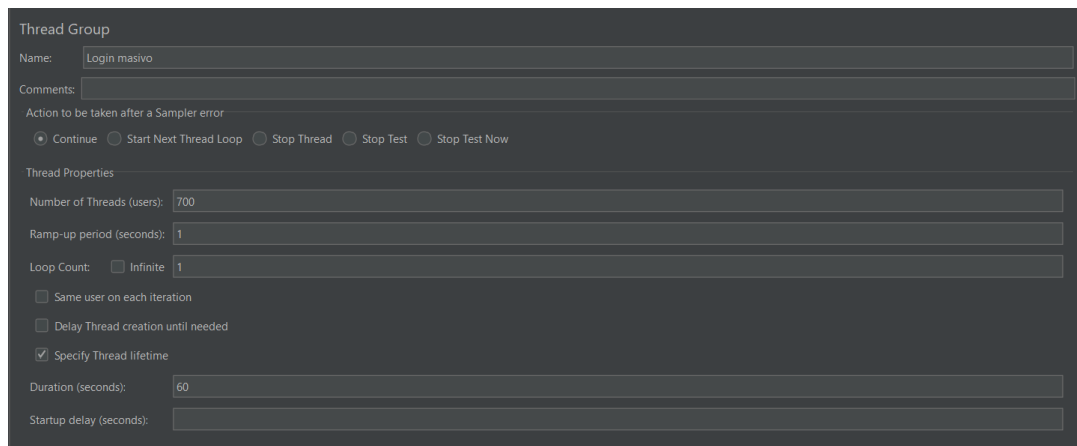 Thread Group
Name: Login masivo
Comments:
Action to be taken after a Sampler error
Continue Start Next Thread Loop Stop Thread Stop Test Stop Test Now
Thread Properties
Number of Threads (users): 700
Ramp-up period (seconds): 1
Loop Count: Infinite 1
Same user on each iteration
Delay Thread creation until needed
Specify Thread lifetime
Duration (seconds): 60
Startup delay (seconds):